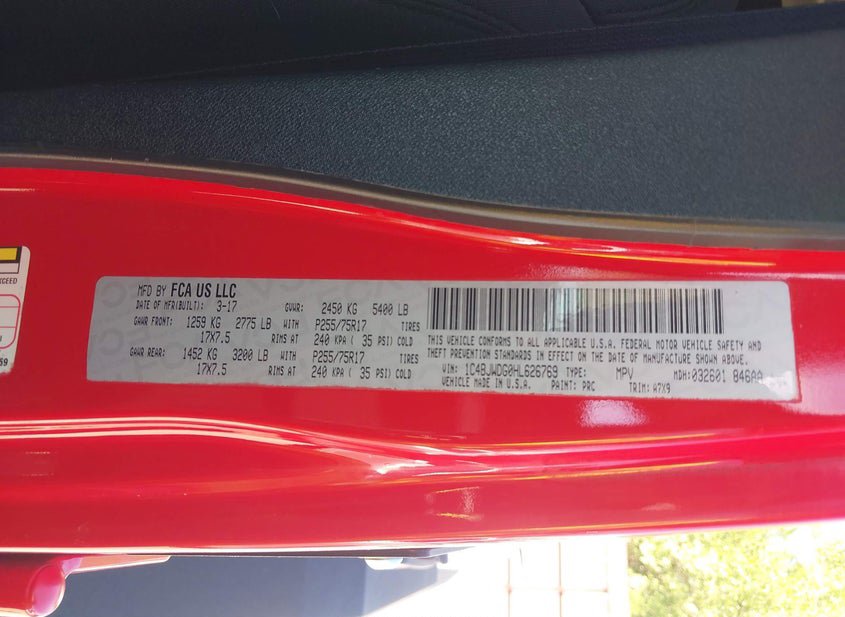 MFD BY FCA US LLC
DATE OF MFR(BUILT): 3-17 GVWR: 2450 KG 5400 LB
GAWR FRONT: 1259 KG 2775 LB WITH P255/75R17 TIRES
17X7.5 RIMS AT 240 KPA ( 35 PSI) COLD
GAWR REAR: 1452 KG 3200 LB WITH P255/75R17 TIRES
17X7.5 RIMS AT 240 KPA ( 35 PSI) COLD
THIS VEHICLE CONFORMS TO ALL APPLICABLE U.S.A. FEDERAL MOTOR VEHICLE SAFETY AND
THEFT PREVENTION STANDARDS IN EFFECT ON THE DATE OF MANUFACTURE SHOWN ABOVE.
VIN: 1C4BJWDG0HL626769 TYPE: MPV MDH:032601 846AA
VEHICLE MADE IN U.S.A. PAINT: PRC TRIM: A7X9
EXCEED